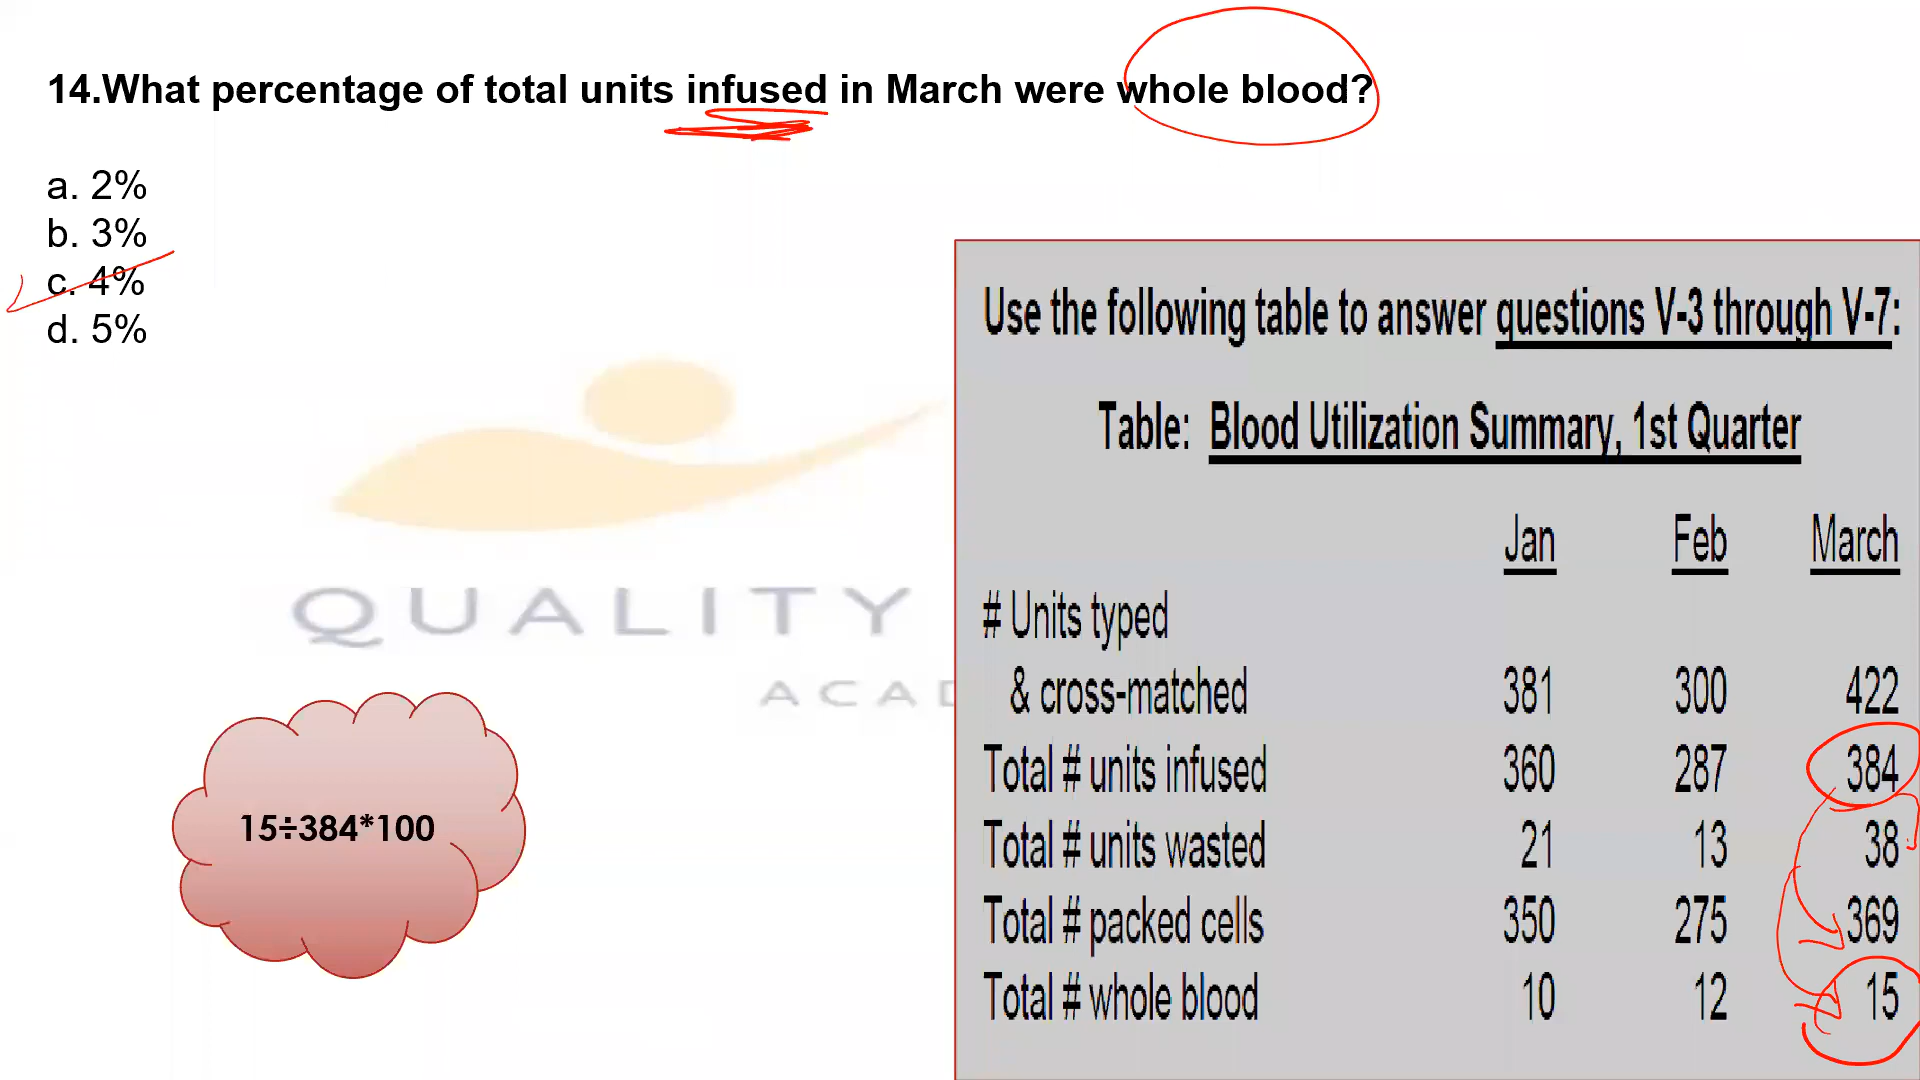 14.What percentage of total units infused in March were whole blood?
a. 2%
b. 3%
c. 4%
d. 5%
Use the following table to answer questions V-3 through V-7:
Table: Blood Utilization Summary, 1st Quarter
Jan Feb March
# Units typed
& cross-matched 381 300 422
Total # units infused 360 287 384
Total # units wasted 21 13 38
Total # packed cells 350 275 369
Total # whole blood 10 12 15
QUALITY
ACAD
15÷384*100